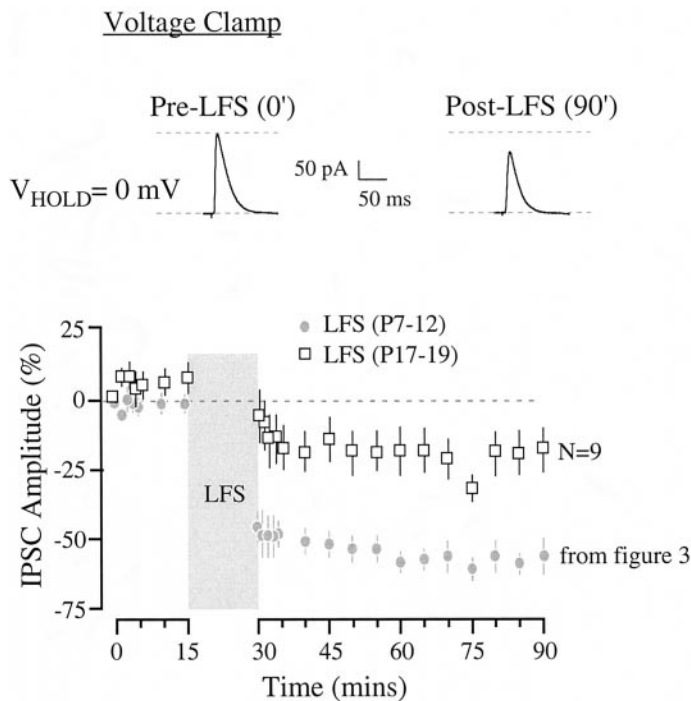 Voltage Clamp
Pre-LFS (0')
Post-LFS (90')
50 pA
50 ms
VHOLD= 0 mV
25
0
-25
-50
-75
IPSC Amplitude (%)
LFS (P7-12)
LFS (P17-19)
LFS
N=9
from figure 3
0
15
30
45
60
75
90
Time (mins)